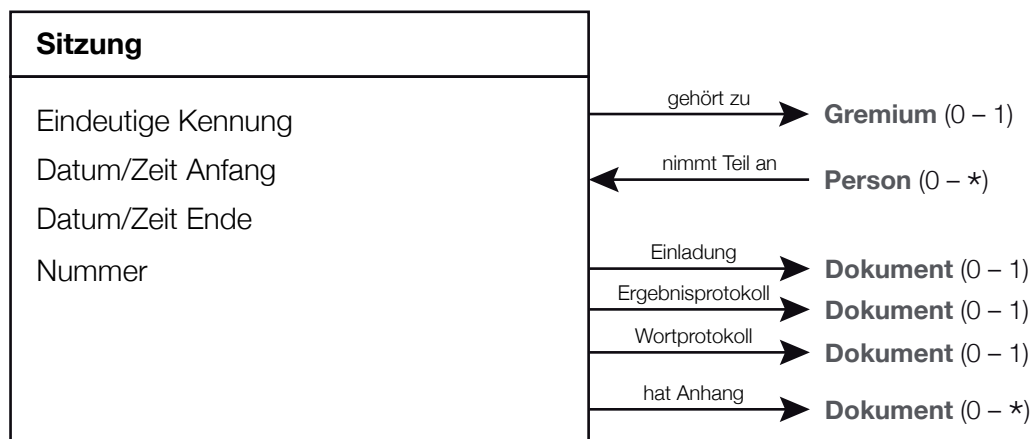 Sitzung
Eindeutige Kennung
Datum/Zeit Anfang
Datum/Zeit Ende
Nummer
gehört zu
Gremium (0 – 1)
nimmt Teil an
Person (0 – *)
Einladung
Dokument (0 – 1)
Ergebnisprotokoll
Dokument (0 – 1)
Wortprotokoll
Dokument (0 – 1)
hat Anhang
Dokument (0 – *)